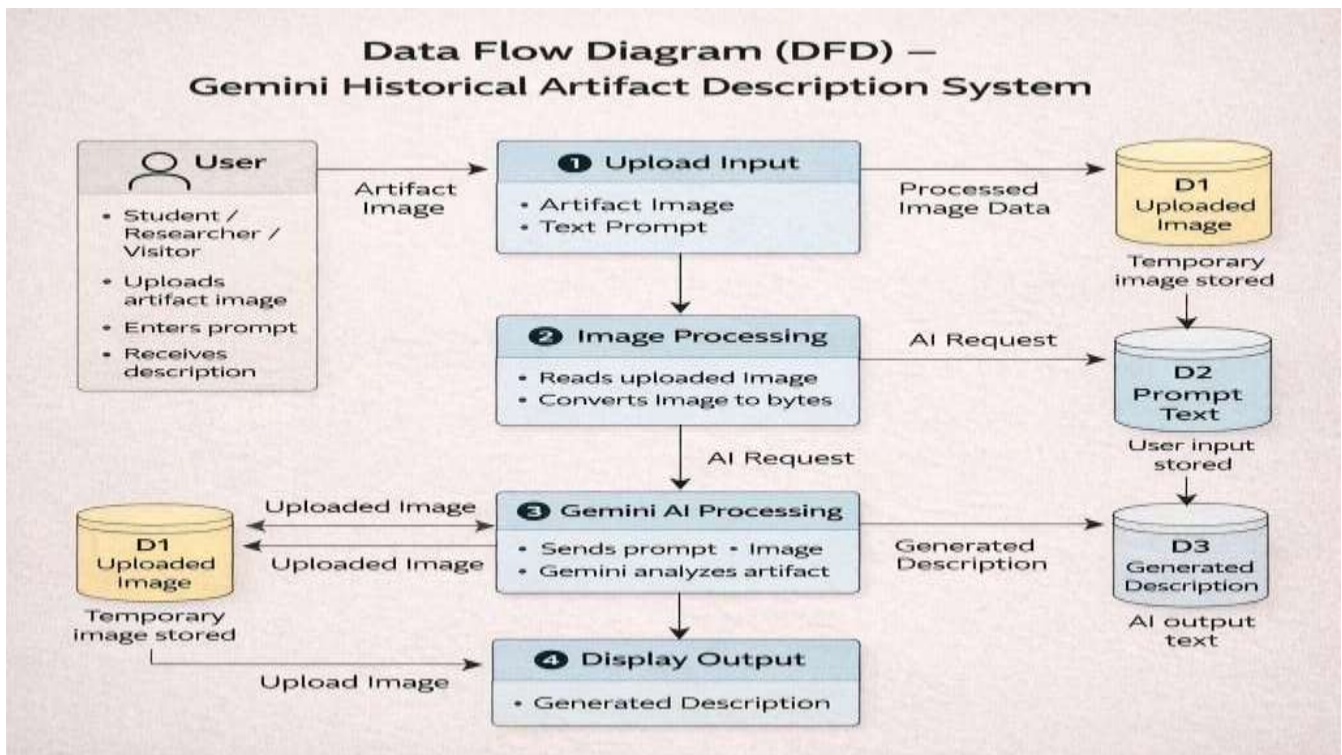 Data Flow Diagram (DFD) —
Gemini Historical Artifact Description System
User
• Student /
Researcher /
Visitor
• Uploads
artifact image
• Enters prompt
• Receives
description
Artifact
Image
1 Upload Input
• Artifact Image
• Text Prompt
Processed
Image Data
D1
Uploaded
Image
Temporary
image stored
2 Image Processing
• Reads uploaded Image
• Converts Image to bytes
AI Request
D2
Prompt
Text
User input
stored
AI Request
Uploaded Image
Uploaded Image
D1
Uploaded
Image
Temporary
image stored
3 Gemini AI Processing
• Sends prompt • Image
• Gemini analyzes artifact
Generated
Description
D3
Generated
Description
AI output
text
Upload Image
4 Display Output
• Generated Description